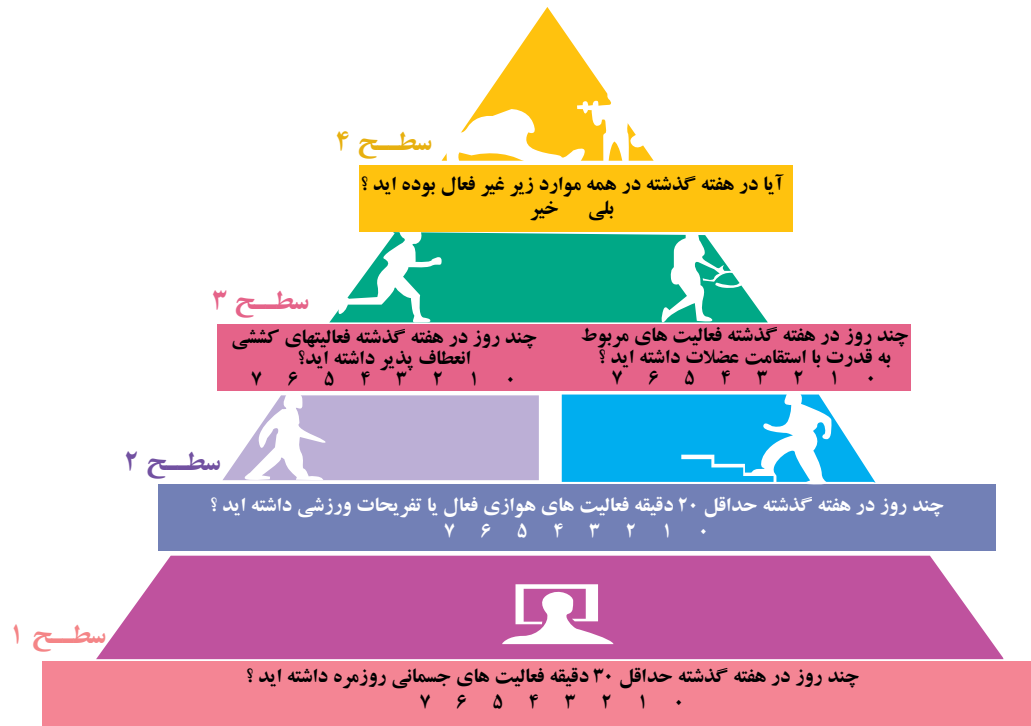 سطح ۴
آیا در هفته گذشته در همه موارد زیر غیر فعال بوده اید ؟
بلی خیر
سطح ۳
چند روز در هفته گذشته فعالیت های مربوط
به قدرت با استقامت عضلات داشته اید ؟
۰ ۱ ۲ ۳ ۴ ۵ ۶ ۷
چند روز در هفته گذشته فعالیتهای کششی
انعطاف پذیر داشته اید؟
۰ ۱ ۲ ۳ ۴ ۵ ۶ ۷
سطح ۲
چند روز در هفته گذشته حداقل ۲۰ دقیقه فعالیت های هوازی فعال یا تفریحات ورزشی داشته اید ؟
۰ ۱ ۲ ۳ ۴ ۵ ۶ ۷
سطح ۱
چند روز در هفته گذشته حداقل ۳۰ دقیقه فعالیت های جسمانی روزمره داشته اید ؟
۰ ۱ ۲ ۳ ۴ ۵ ۶ ۷